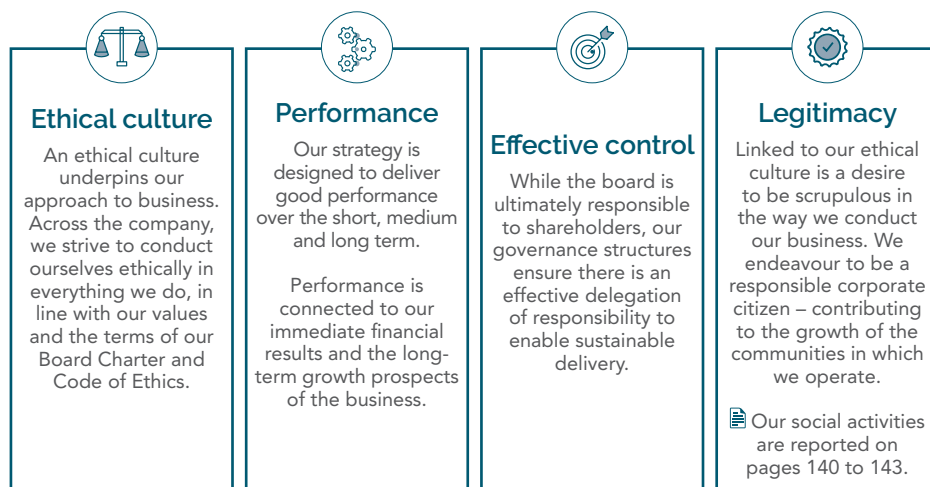 Ethical culture
An ethical culture
underpins our
approach to business.
Across the company,
we strive to conduct
ourselves ethically in
everything we do, in
line with our values
and the terms of our
Board Charter and
Code of Ethics.
Performance
Our strategy is
designed to deliver
good performance
over the short, medium
and long term.
Performance is
connected to our
immediate financial
results and the long-
term growth prospects
of the business.
Effective control
While the board is
ultimately responsible
to shareholders, our
governance structures
ensure there is an
effective delegation
of responsibility to
enable sustainable
delivery.
Legitimacy
Linked to our ethical
culture is a desire
to be scrupulous in
the way we conduct
our business. We
endeavour to be a
responsible corporate
citizen – contributing
to the growth of the
communities in which
we operate.
Our social activities
are reported on
pages 140 to 143.